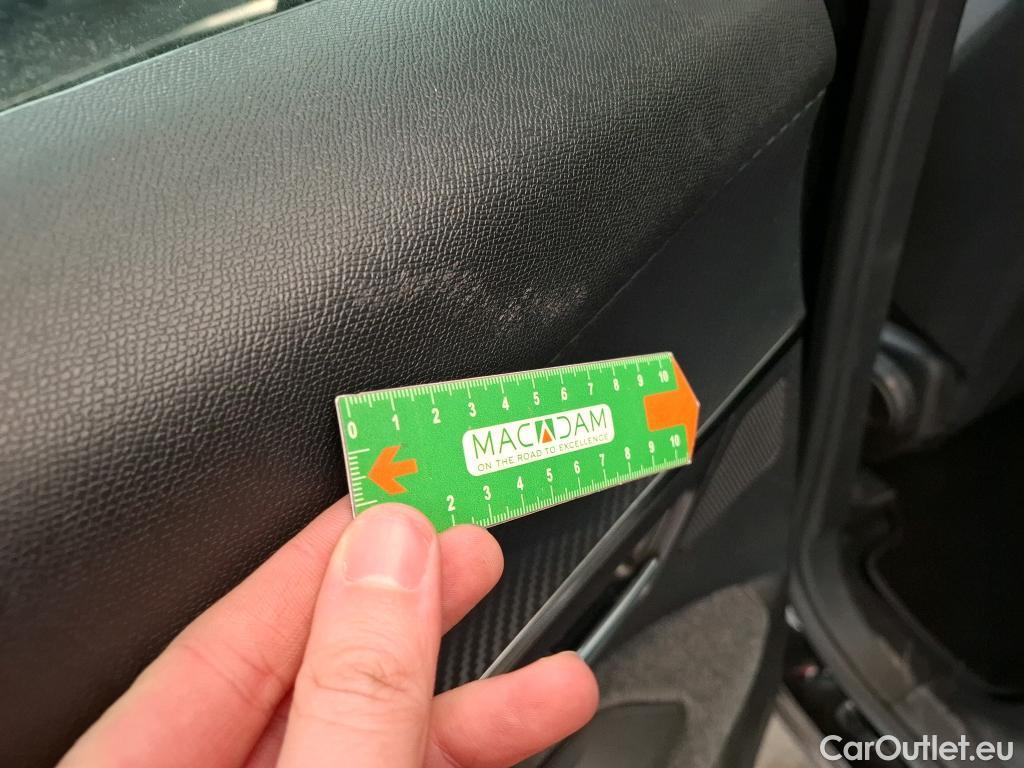 0 1 2 3 4 5 6 7 8 9 10
MACADAM
ON THE ROAD TO EXCELLENCE
2 3 4 5 6 7 8 9 10
CarOutlet.eu